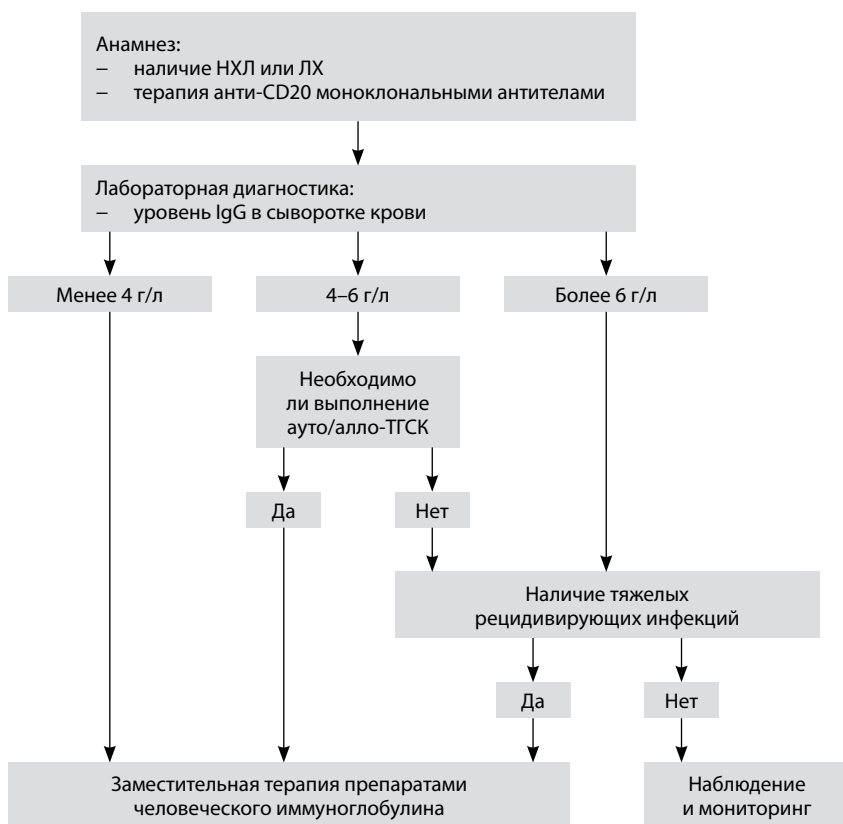 Анамнез:
– наличие НХЛ или ЛХ
– терапия анти-CD20 моноклональными антителами
Лабораторная диагностика:
– уровень IgG в сыворотке крови
Менее 4 г/л
4–6 г/л
Более 6 г/л
Необходимо
ли выполнение
ауто/алло-ТГСК
Да
Нет
Наличие тяжелых
рецидивирующих инфекций
Да
Нет
Заместительная терапия препаратами
человеческого иммуноглобулина
Наблюдение
и мониторинг